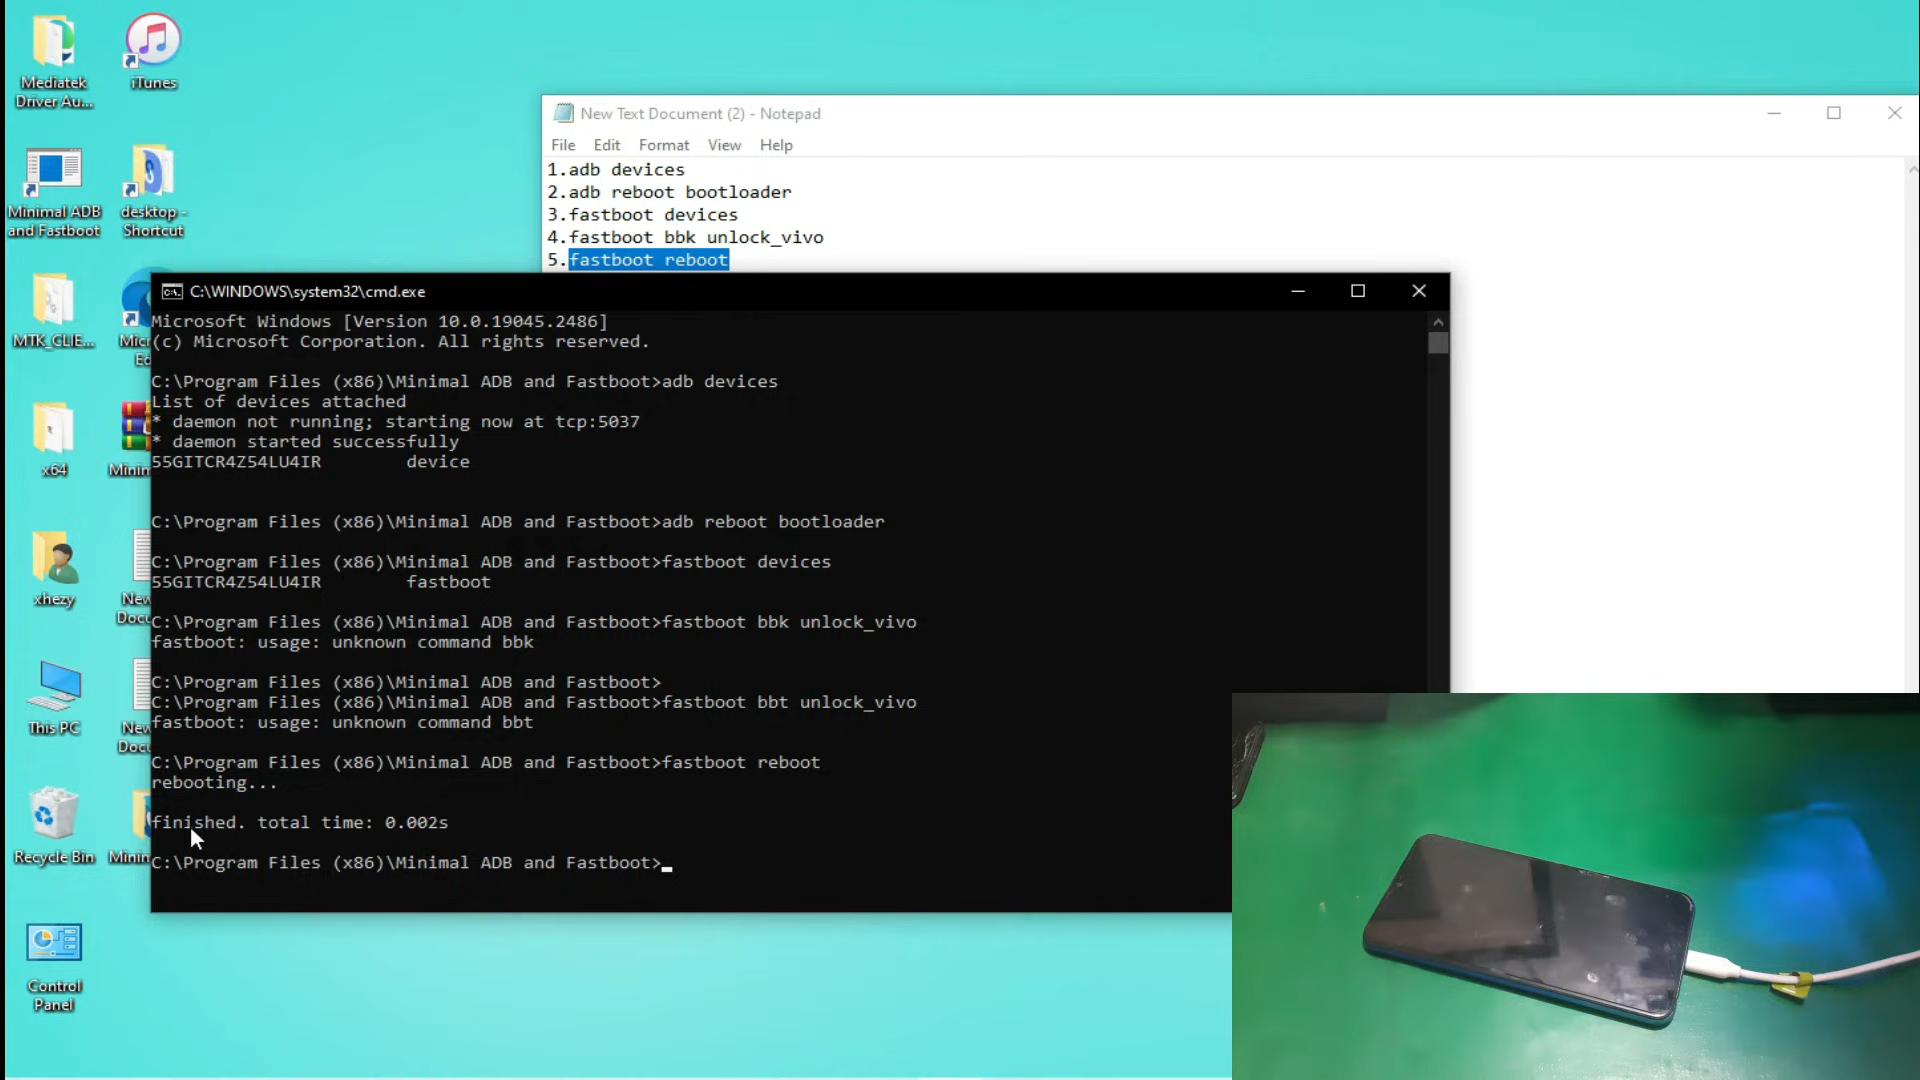 Mediatek
Driver Au...
iTunes
Minimal ADB
and Fastboot
desktop -
Shortcut
MTK_CLIE...
Micr
Ed
x64
Minin
xhezy
New
Docu
This PC
New
Docu
Recycle Bin
Minin
Control
Panel
New Text Document (2) - Notepad
File Edit Format View Help
1.adb devices
2.adb reboot bootloader
3.fastboot devices
4.fastboot bbk unlock_vivo
5.fastboot reboot
C:\WINDOWS\system32\cmd.exe
Microsoft Windows [Version 10.0.19045.2486]
(c) Microsoft Corporation. All rights reserved.
C:\Program Files (x86)\Minimal ADB and Fastboot>adb devices
List of devices attached
* daemon not running; starting now at tcp:5037
* daemon started successfully
55GITCR4Z54LU4IR device
C:\Program Files (x86)\Minimal ADB and Fastboot>adb reboot bootloader
C:\Program Files (x86)\Minimal ADB and Fastboot>fastboot devices
55GITCR4Z54LU4IR fastboot
C:\Program Files (x86)\Minimal ADB and Fastboot>fastboot bbk unlock_vivo
fastboot: usage: unknown command bbk
C:\Program Files (x86)\Minimal ADB and Fastboot>
C:\Program Files (x86)\Minimal ADB and Fastboot>fastboot bbt unlock_vivo
fastboot: usage: unknown command bbt
C:\Program Files (x86)\Minimal ADB and Fastboot>fastboot reboot
rebooting...
finished. total time: 0.002s
C:\Program Files (x86)\Minimal ADB and Fastboot>